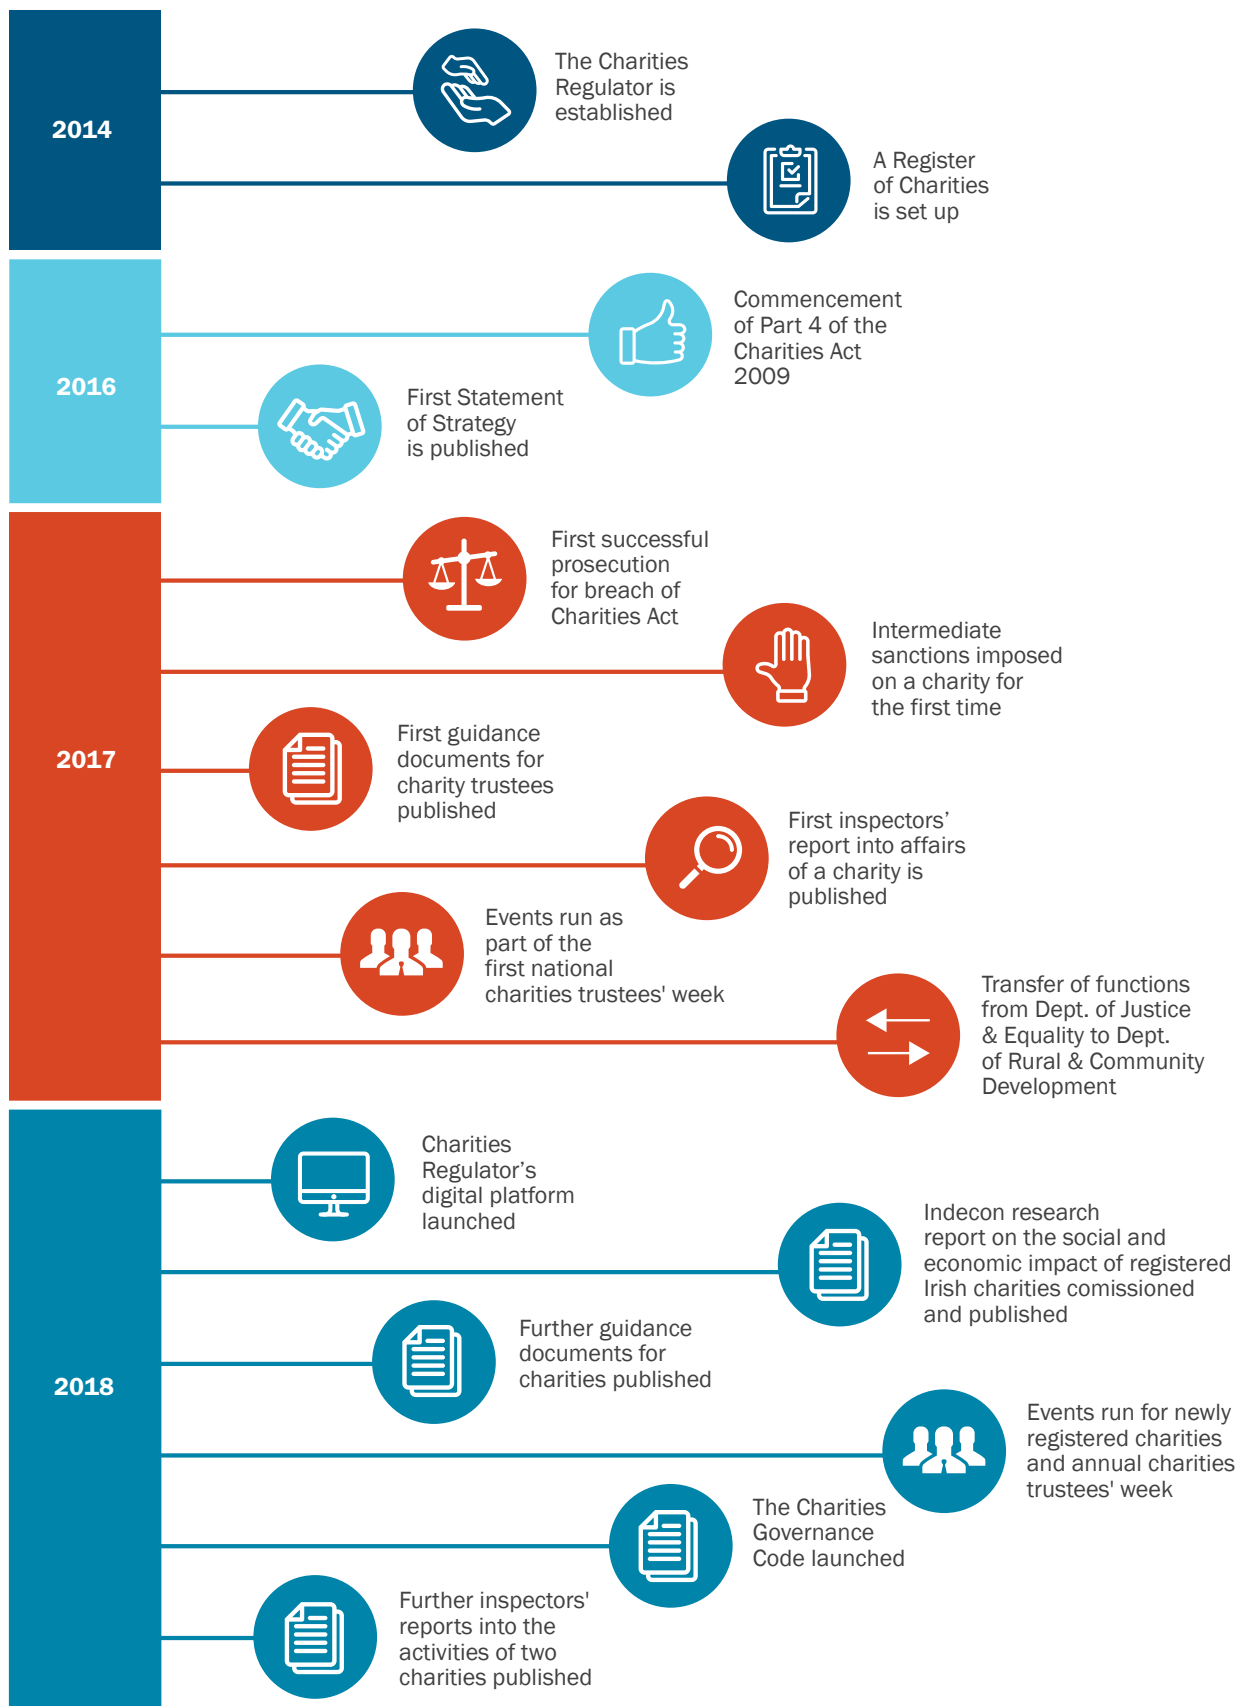 2014
The Charities
Regulator is
established
A Register
of Charities
is set up
2016
Commencement
of Part 4 of the
Charities Act
2009
First Statement
of Strategy
is published
2017
First successful
prosecution
for breach of
Charities Act
Intermediate
sanctions imposed
on a charity for
the first time
First guidance
documents for
charity trustees
published
First inspectors’
report into affairs
of a charity is
published
Events run as
part of the
first national
charities trustees' week
Transfer of functions
from Dept. of Justice
& Equality to Dept.
of Rural & Community
Development
2018
Charities
Regulator’s
digital platform
launched
Indecon research
report on the social and
economic impact of registered
Irish charities comissioned
and published
Further guidance
documents for
charities published
Events run for newly
registered charities
and annual charities
trustees' week
The Charities
Governance
Code launched
Further inspectors'
reports into the
activities of two
charities published